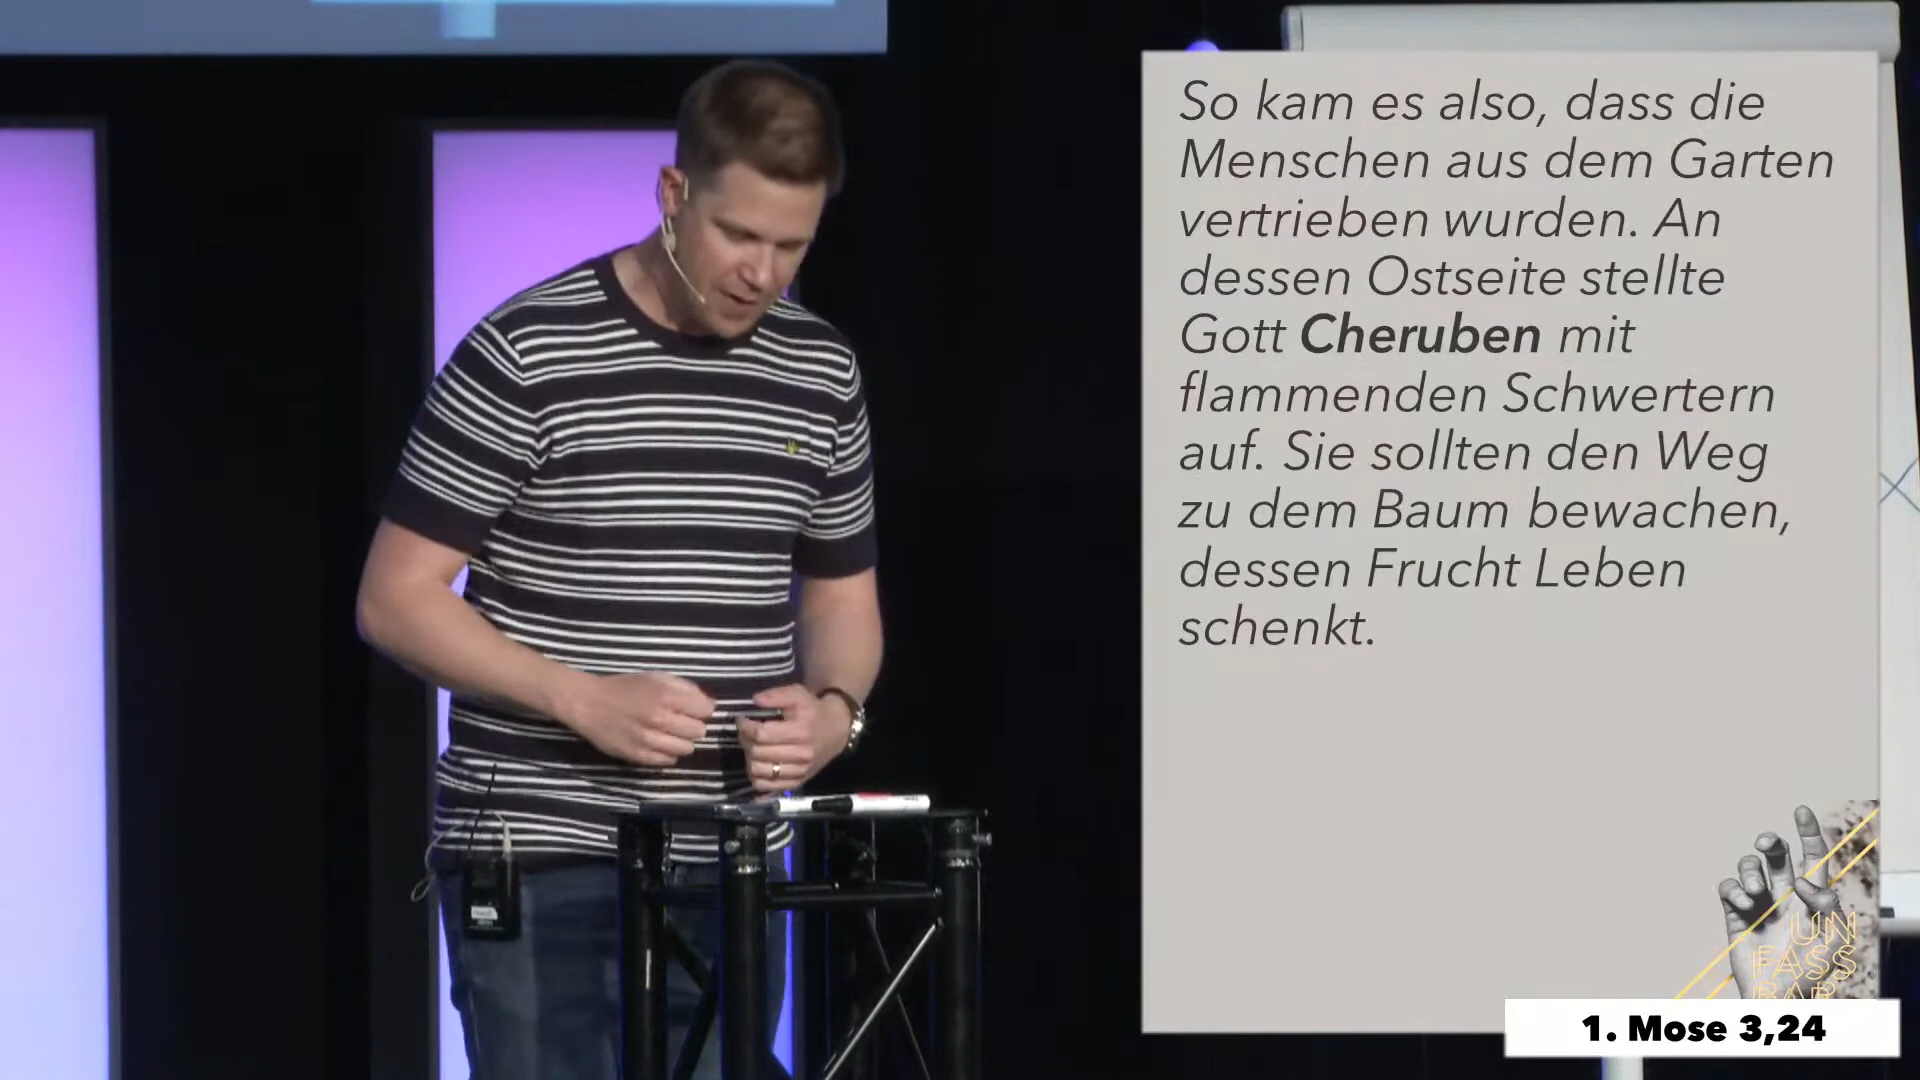 So kam es also, dass die
Menschen aus dem Garten
vertrieben wurden. An
dessen Ostseite stellte
Gott Cheruben mit
flammenden Schwertern
auf. Sie sollten den Weg
zu dem Baum bewachen,
dessen Frucht Leben
schenkt.
UN
FASS
BAR
1. Mose 3,24